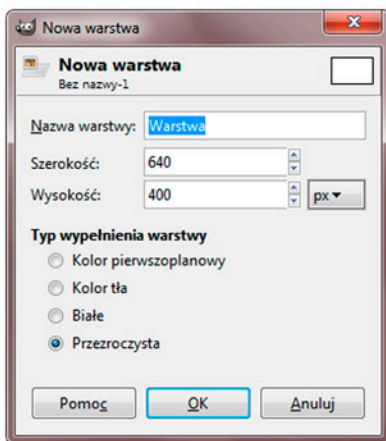 Nowa warstwa
Nowa warstwa
Bez nazwy-1
Nazwa warstwy: Warstwa
Szerokość: 640
Wysokość: 400 px
Typ wypełnienia warstwy
Kolor pierwszoplanowy
Kolor tła
Białe
Przezroczysta
Pomoc OK Anuluj